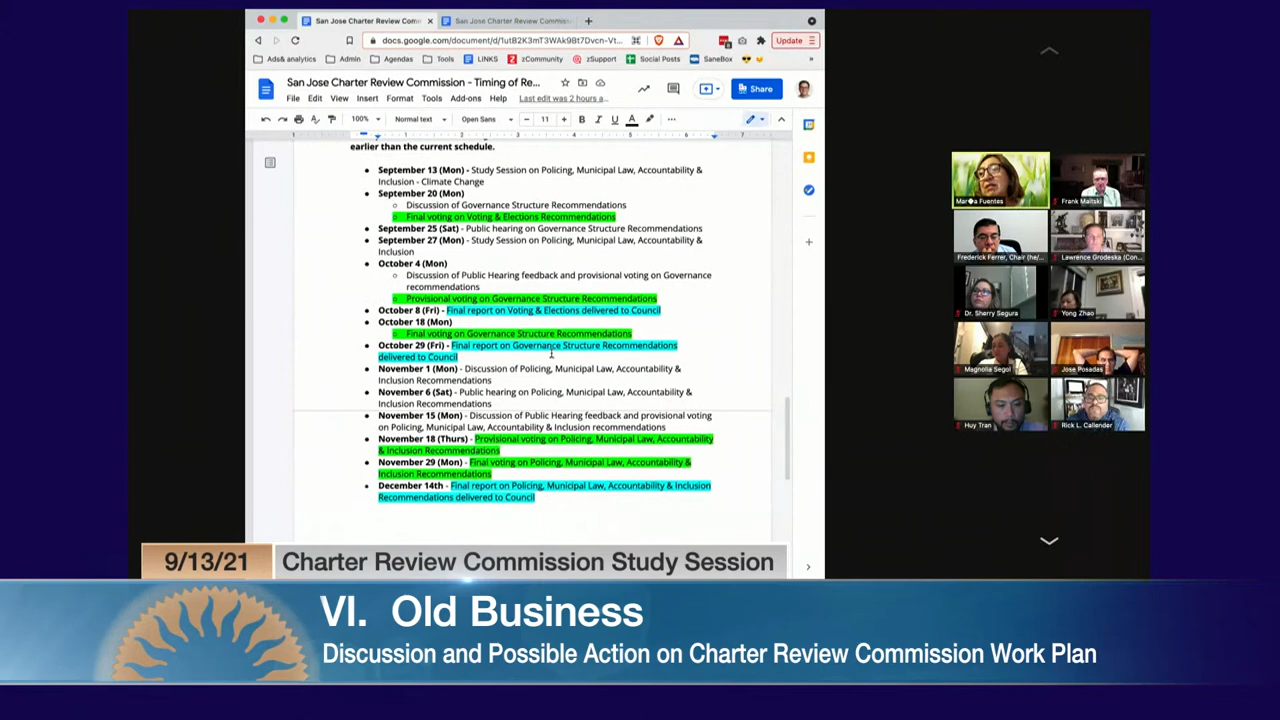 San Jose Charter Review Com
San Jose Charter Review Commiss
docs.google.com/document/d/1utB2K3mT3WAk9Bt7Dvcn-Vt...
Update
Ads& analytics
Admin
Agendas
Tools
LiNKS
zCommunity
zSupport
Social Posts
SaneBox
San Jose Charter Review Commission - Timing of Re...
File Edit View Insert Format Tools Add-ons Help Last edit was 2 hours a...
Share
100% Normal text Open Sans 11 B I U A
earlier than the current schedule.
September 13 (Mon) - Study Session on Policing, Municipal Law, Accountability &
Inclusion - Climate Change
September 20 (Mon)
Discussion of Governance Structure Recommendations
Final voting on Voting & Elections Recommendations
September 25 (Sat) - Public hearing on Governance Structure Recommendations
September 27 (Mon) - Study Session on Policing, Municipal Law, Accountability &
Inclusion
October 4 (Mon)
Discussion of Public Hearing feedback and provisional voting on Governance
recommendations
Provisional voting on Governance Structure Recommendations
October 8 (Fri) - Final report on Voting & Elections delivered to Council
October 18 (Mon)
Final voting on Governance Structure Recommendations
October 29 (Fri) - Final report on Governance Structure Recommendations
delivered to Council
November 1 (Mon) - Discussion of Policing, Municipal Law, Accountability &
Inclusion Recommendations
November 6 (Sat) - Public hearing on Policing, Municipal Law, Accountability &
Inclusion Recommendations
November 15 (Mon) - Discussion of Public Hearing feedback and provisional voting
on Policing, Municipal Law, Accountability & Inclusion recommendations
November 18 (Thurs) - Provisional voting on Policing, Municipal Law, Accountability
& Inclusion Recommendations
November 29 (Mon) - Final voting on Policing, Municipal Law, Accountability &
Inclusion Recommendations
December 14th - Final report on Policing, Municipal Law, Accountability & Inclusion
Recommendations delivered to Council
Mar�a Fuentes
Frank Maitski
Frederick Ferrer, Chair (he/...
Lawrence Grodeska (Con...
Dr. Sherry Segura
Yong Zhao
Magnolia Segol
Jose Posadas
Huy Tran
Rick L. Callender
9/13/21
Charter Review Commission Study Session
VI. Old Business
Discussion and Possible Action on Charter Review Commission Work Plan